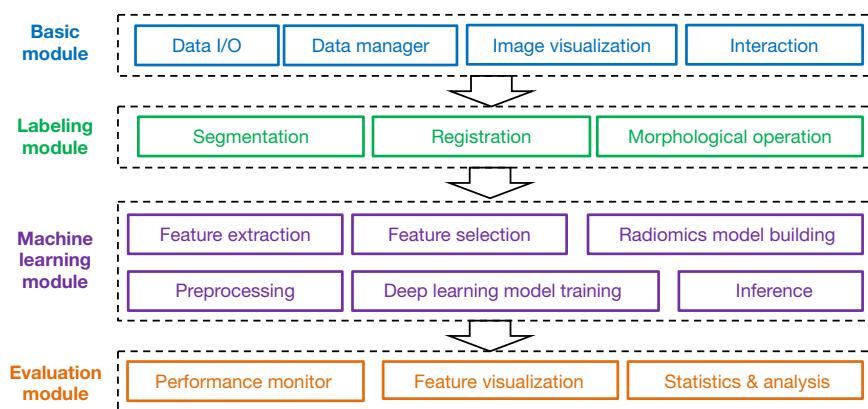 Basic
module
Data I/O
Data manager
Image visualization
Interaction
Labeling
module
Segmentation
Registration
Morphological operation
Machine
learning
module
Feature extraction
Feature selection
Radiomics model building
Preprocessing
Deep learning model training
Inference
Evaluation
module
Performance monitor
Feature visualization
Statistics & analysis